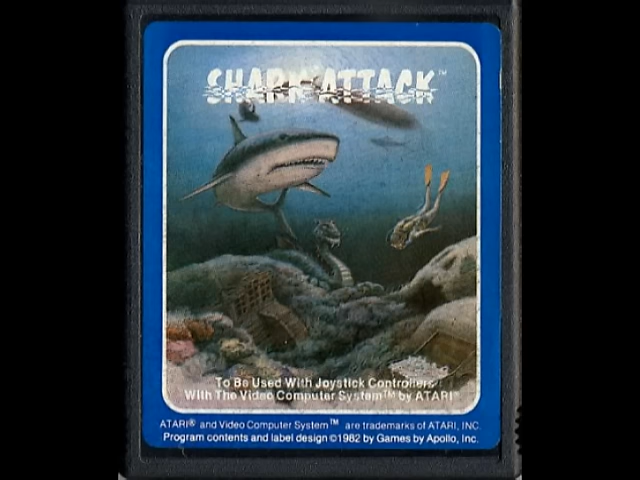 SHARK ATTACK™
To Be Used With Joystick Controllers
With The Video Computer System™ by ATARI®
ATARI® and Video Computer System™ are trademarks of ATARI, INC.
Program contents and label design ©1982 by Games by Apollo, Inc.